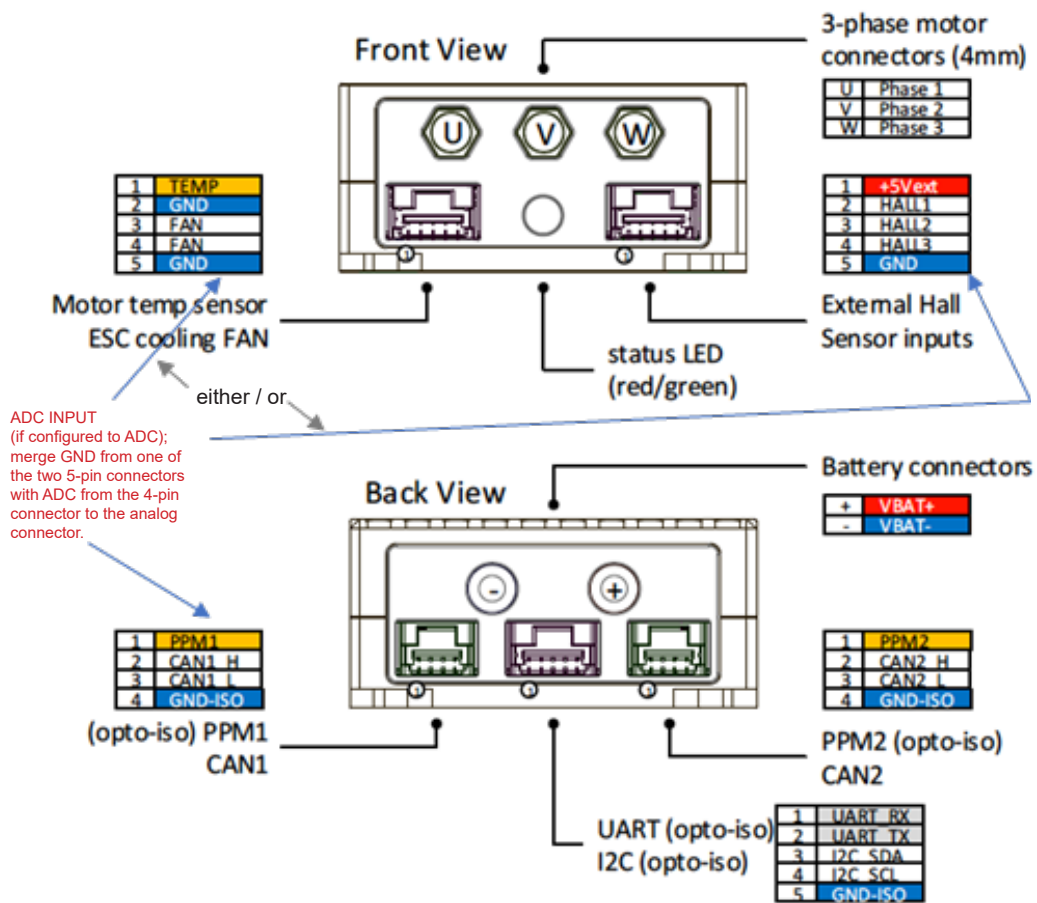 Front View
3-phase motor
connectors (4mm)
U Phase 1
V Phase 2
W Phase 3
U V W
1 TEMP
2 GND
3 FAN
4 FAN
5 GND
Motor temp sensor
ESC cooling FAN
1 +5Vext
2 HALL1
3 HALL2
4 HALL3
5 GND
External Hall
Sensor inputs
1 1
status LED
(red/green)
either / or
ADC INPUT
(if configured to ADC);
merge GND from one of
the two 5-pin connectors
with ADC from the 4-pin
connector to the analog
connector.
Back View
Battery connectors
+ VBAT+
- VBAT-
- +
1 1 1
1 PPM1
2 CAN1_H
3 CAN1_L
4 GND-ISO
(opto-iso) PPM1
CAN1
1 PPM2
2 CAN2_H
3 CAN2_L
4 GND-ISO
PPM2 (opto-iso)
CAN2
UART (opto-iso)
I2C (opto-iso)
1 UART_RX
2 UART_TX
3 I2C_SDA
4 I2C_SCL
5 GND-ISO